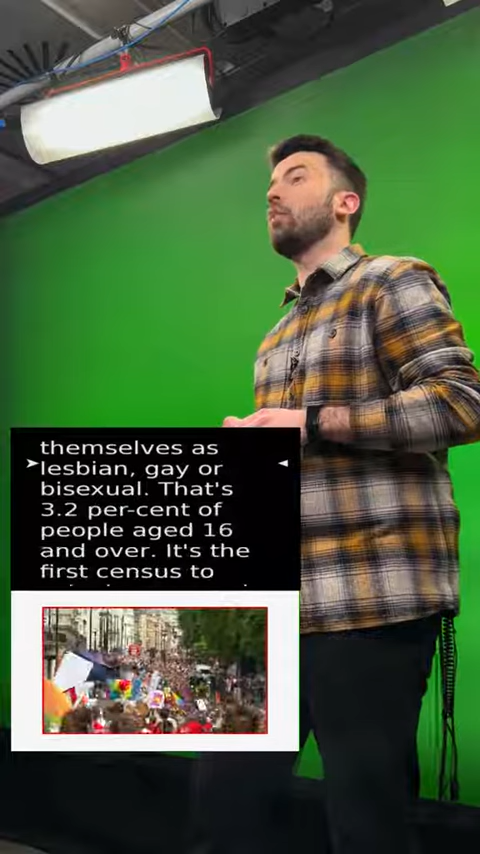 themselves as
lesbian, gay or
bisexual. That's
3.2 per-cent of
people aged 16
and over. It's the
first census to